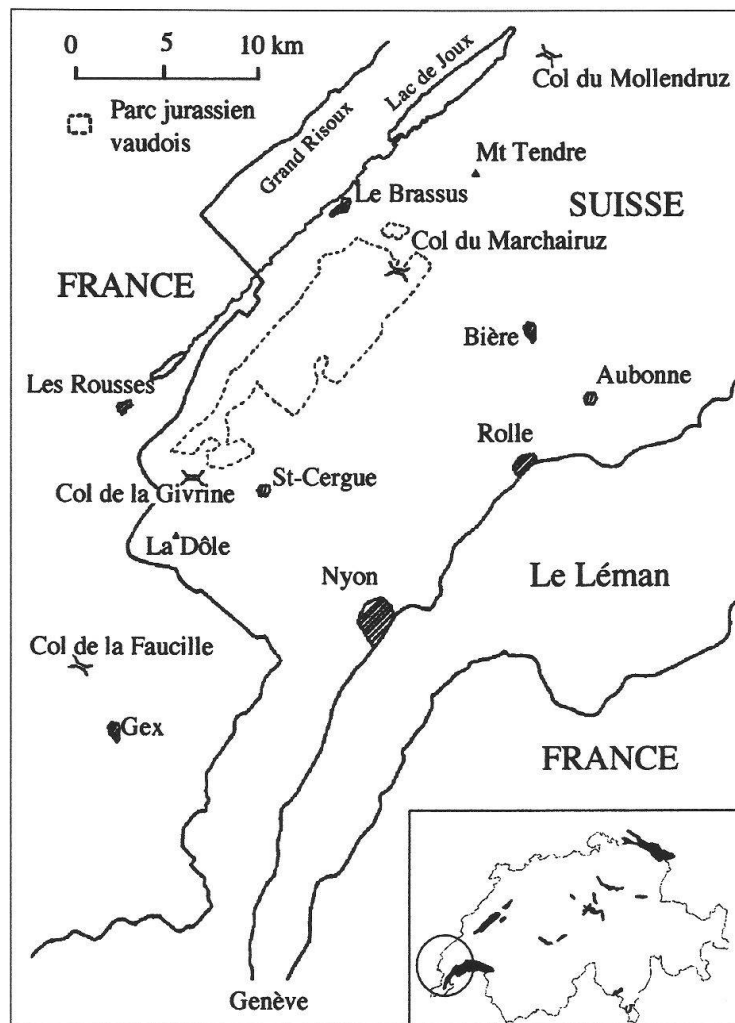 0 5 10 km
Parc jurassien
vaudois
Grand Risoux
Lac de Joux
Col du Mollendruz
Mt Tendre
Le Brassus
SUISSE
Col du Marchairuz
FRANCE
Bière
Les Rousses
Aubonne
Rolle
Col de la Givrine
St-Cergue
La Dôle
Nyon
Le Léman
Col de la Faucille
Gex
FRANCE
Genève